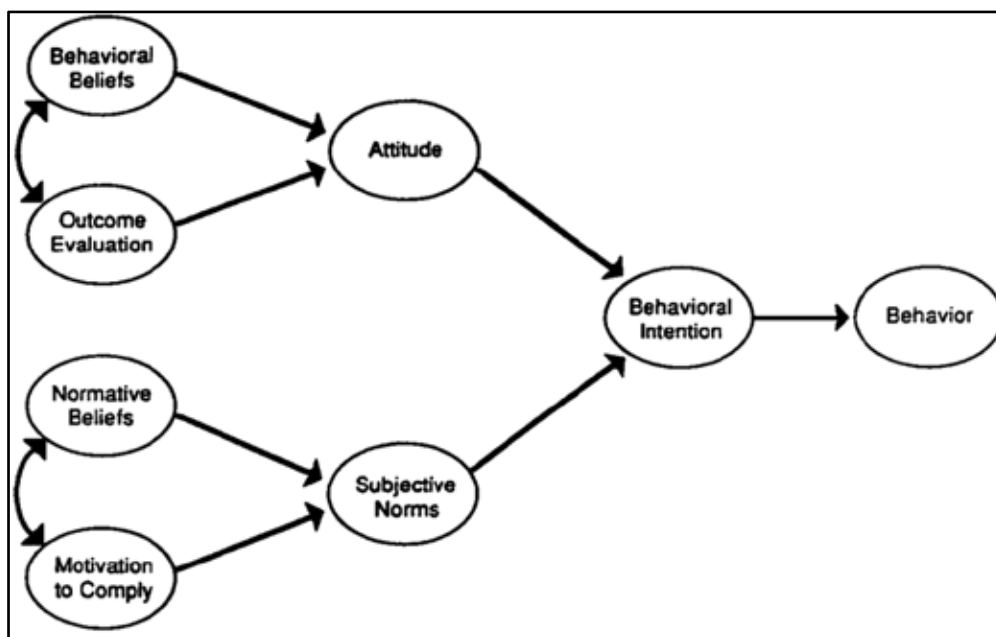 Behavioral
Beliefs
Attitude
Outcome
Evaluation
Behavioral
Intention
Behavior
Normative
Beliefs
Subjective
Norms
Motivation
to Comply